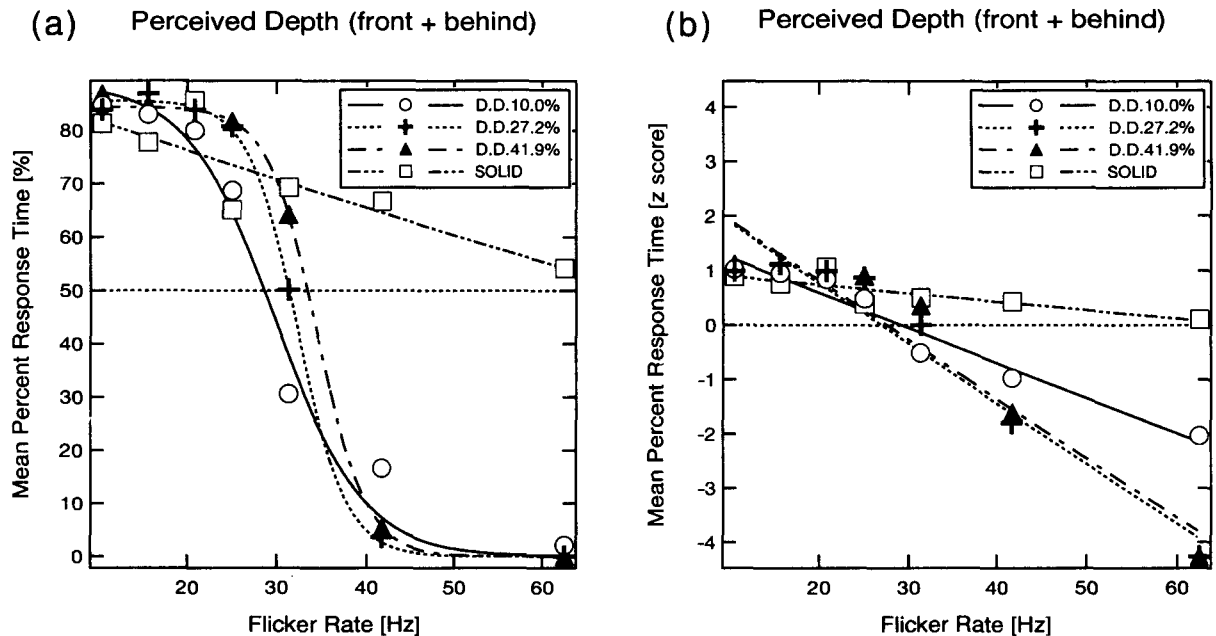 (a) Perceived Depth (front + behind)
Mean Percent Response Time [%]
80
70
60
50
40
30
20
10
0
D.D.10.0%
D.D.27.2%
D.D.41.9%
SOLID
20 30 40 50 60
Flicker Rate [Hz]
(b) Perceived Depth (front + behind)
Mean Percent Response Time [z score]
4
3
2
1
0
-1
-2
-3
-4
D.D.10.0%
D.D.27.2%
D.D.41.9%
SOLID
20 30 40 50 60
Flicker Rate [Hz]